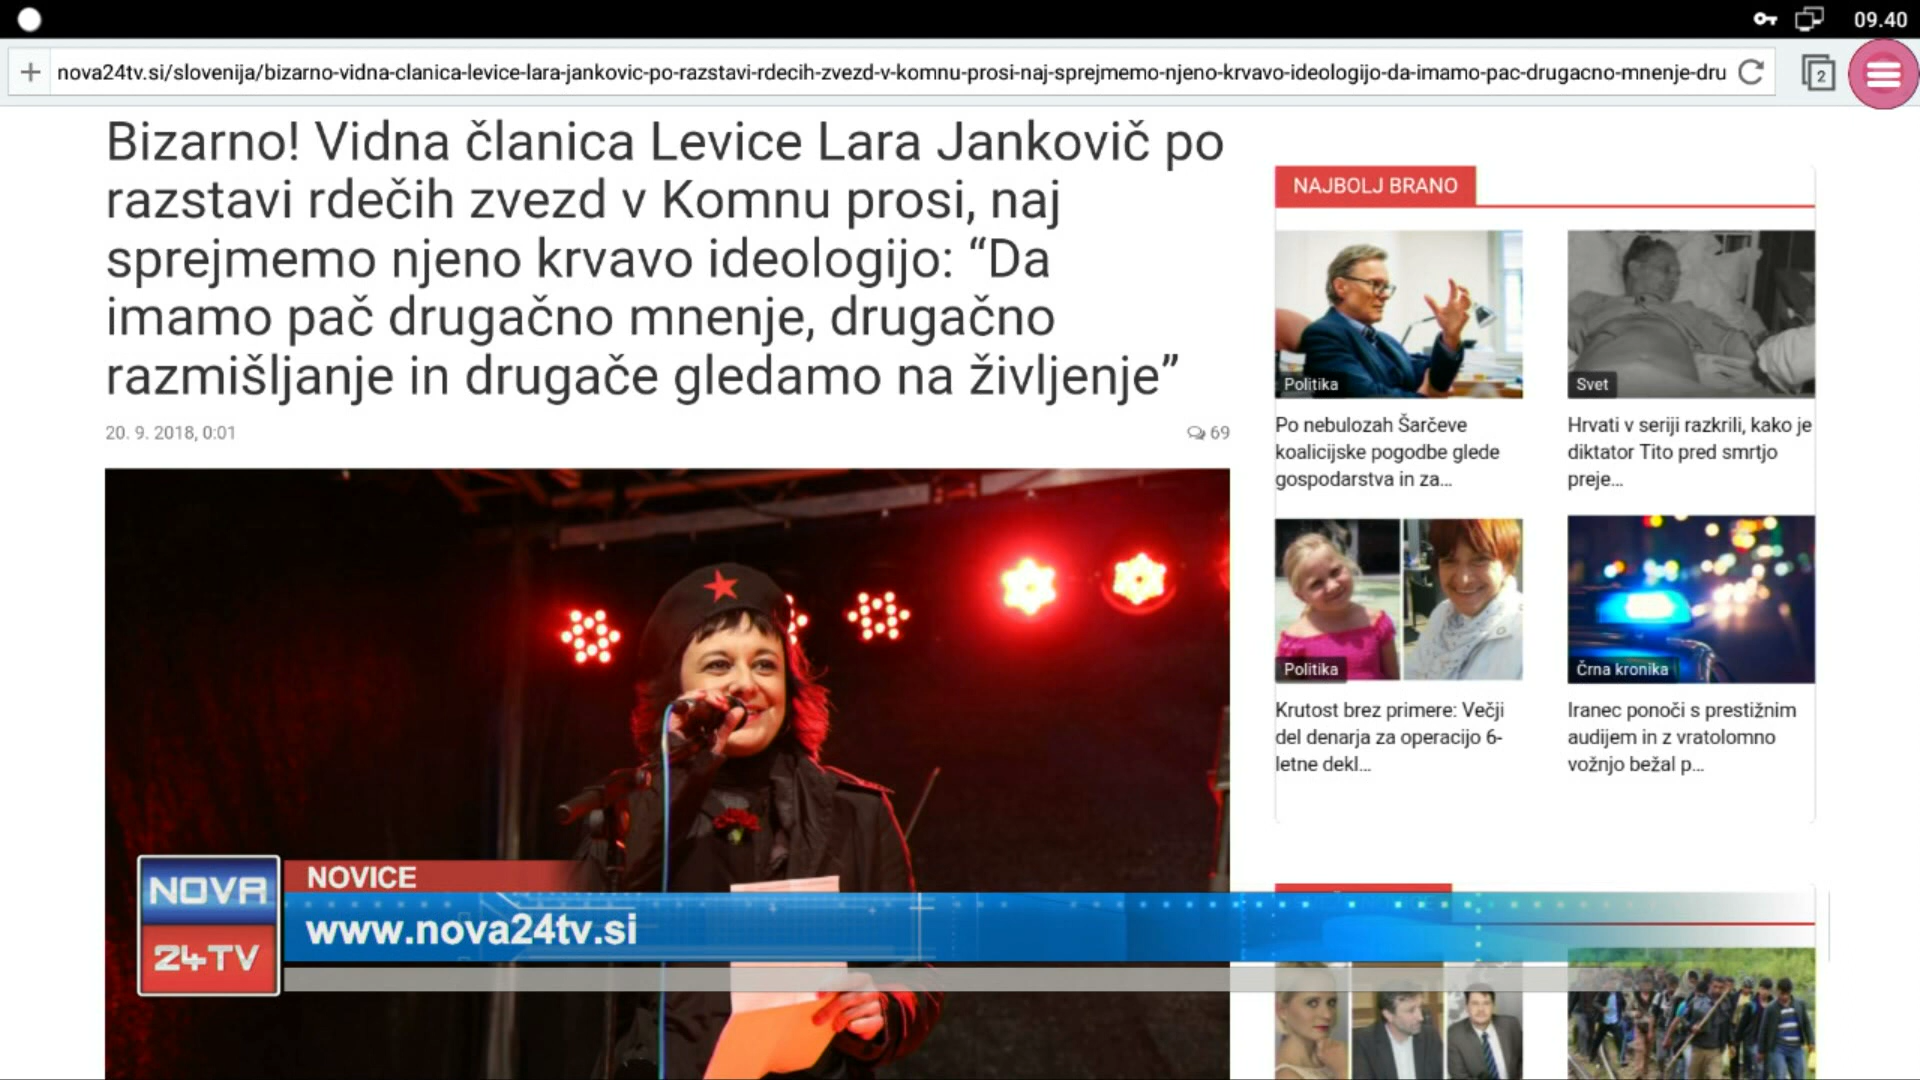 09.40
nova24tv.si/slovenija/bizarno-vidna-clanica-levice-lara-jankovic-po-razstavi-rdecih-zvezd-v-komnu-prosi-naj-sprejmemo-njeno-krvavo-ideologijo-da-imamo-pac-drugacno-mnenje-dru
2
Bizarno! Vidna članica Levice Lara Jankovič po
razstavi rdečih zvezd v Komnu prosi, naj
sprejmemo njeno krvavo ideologijo: “Da
imamo pač drugačno mnenje, drugačno
razmišljanje in drugače gledamo na življenje”
20. 9. 2018, 0:01
69
NAJBOLJ BRANO
Politika
Po nebulozah Šarčeve
koalicijske pogodbe glede
gospodarstva in za...
Svet
Hrvati v seriji razkrili, kako je
diktator Tito pred smrtjo
preje...
Politika
Krutost brez primere: Večji
del denarja za operacijo 6-
letne dekl...
Črna kronika
Iranec ponoči s prestižnim
audijem in z vratolomno
vožnjo bežal p...
NOVA
24TV
NOVICE
www.nova24tv.si